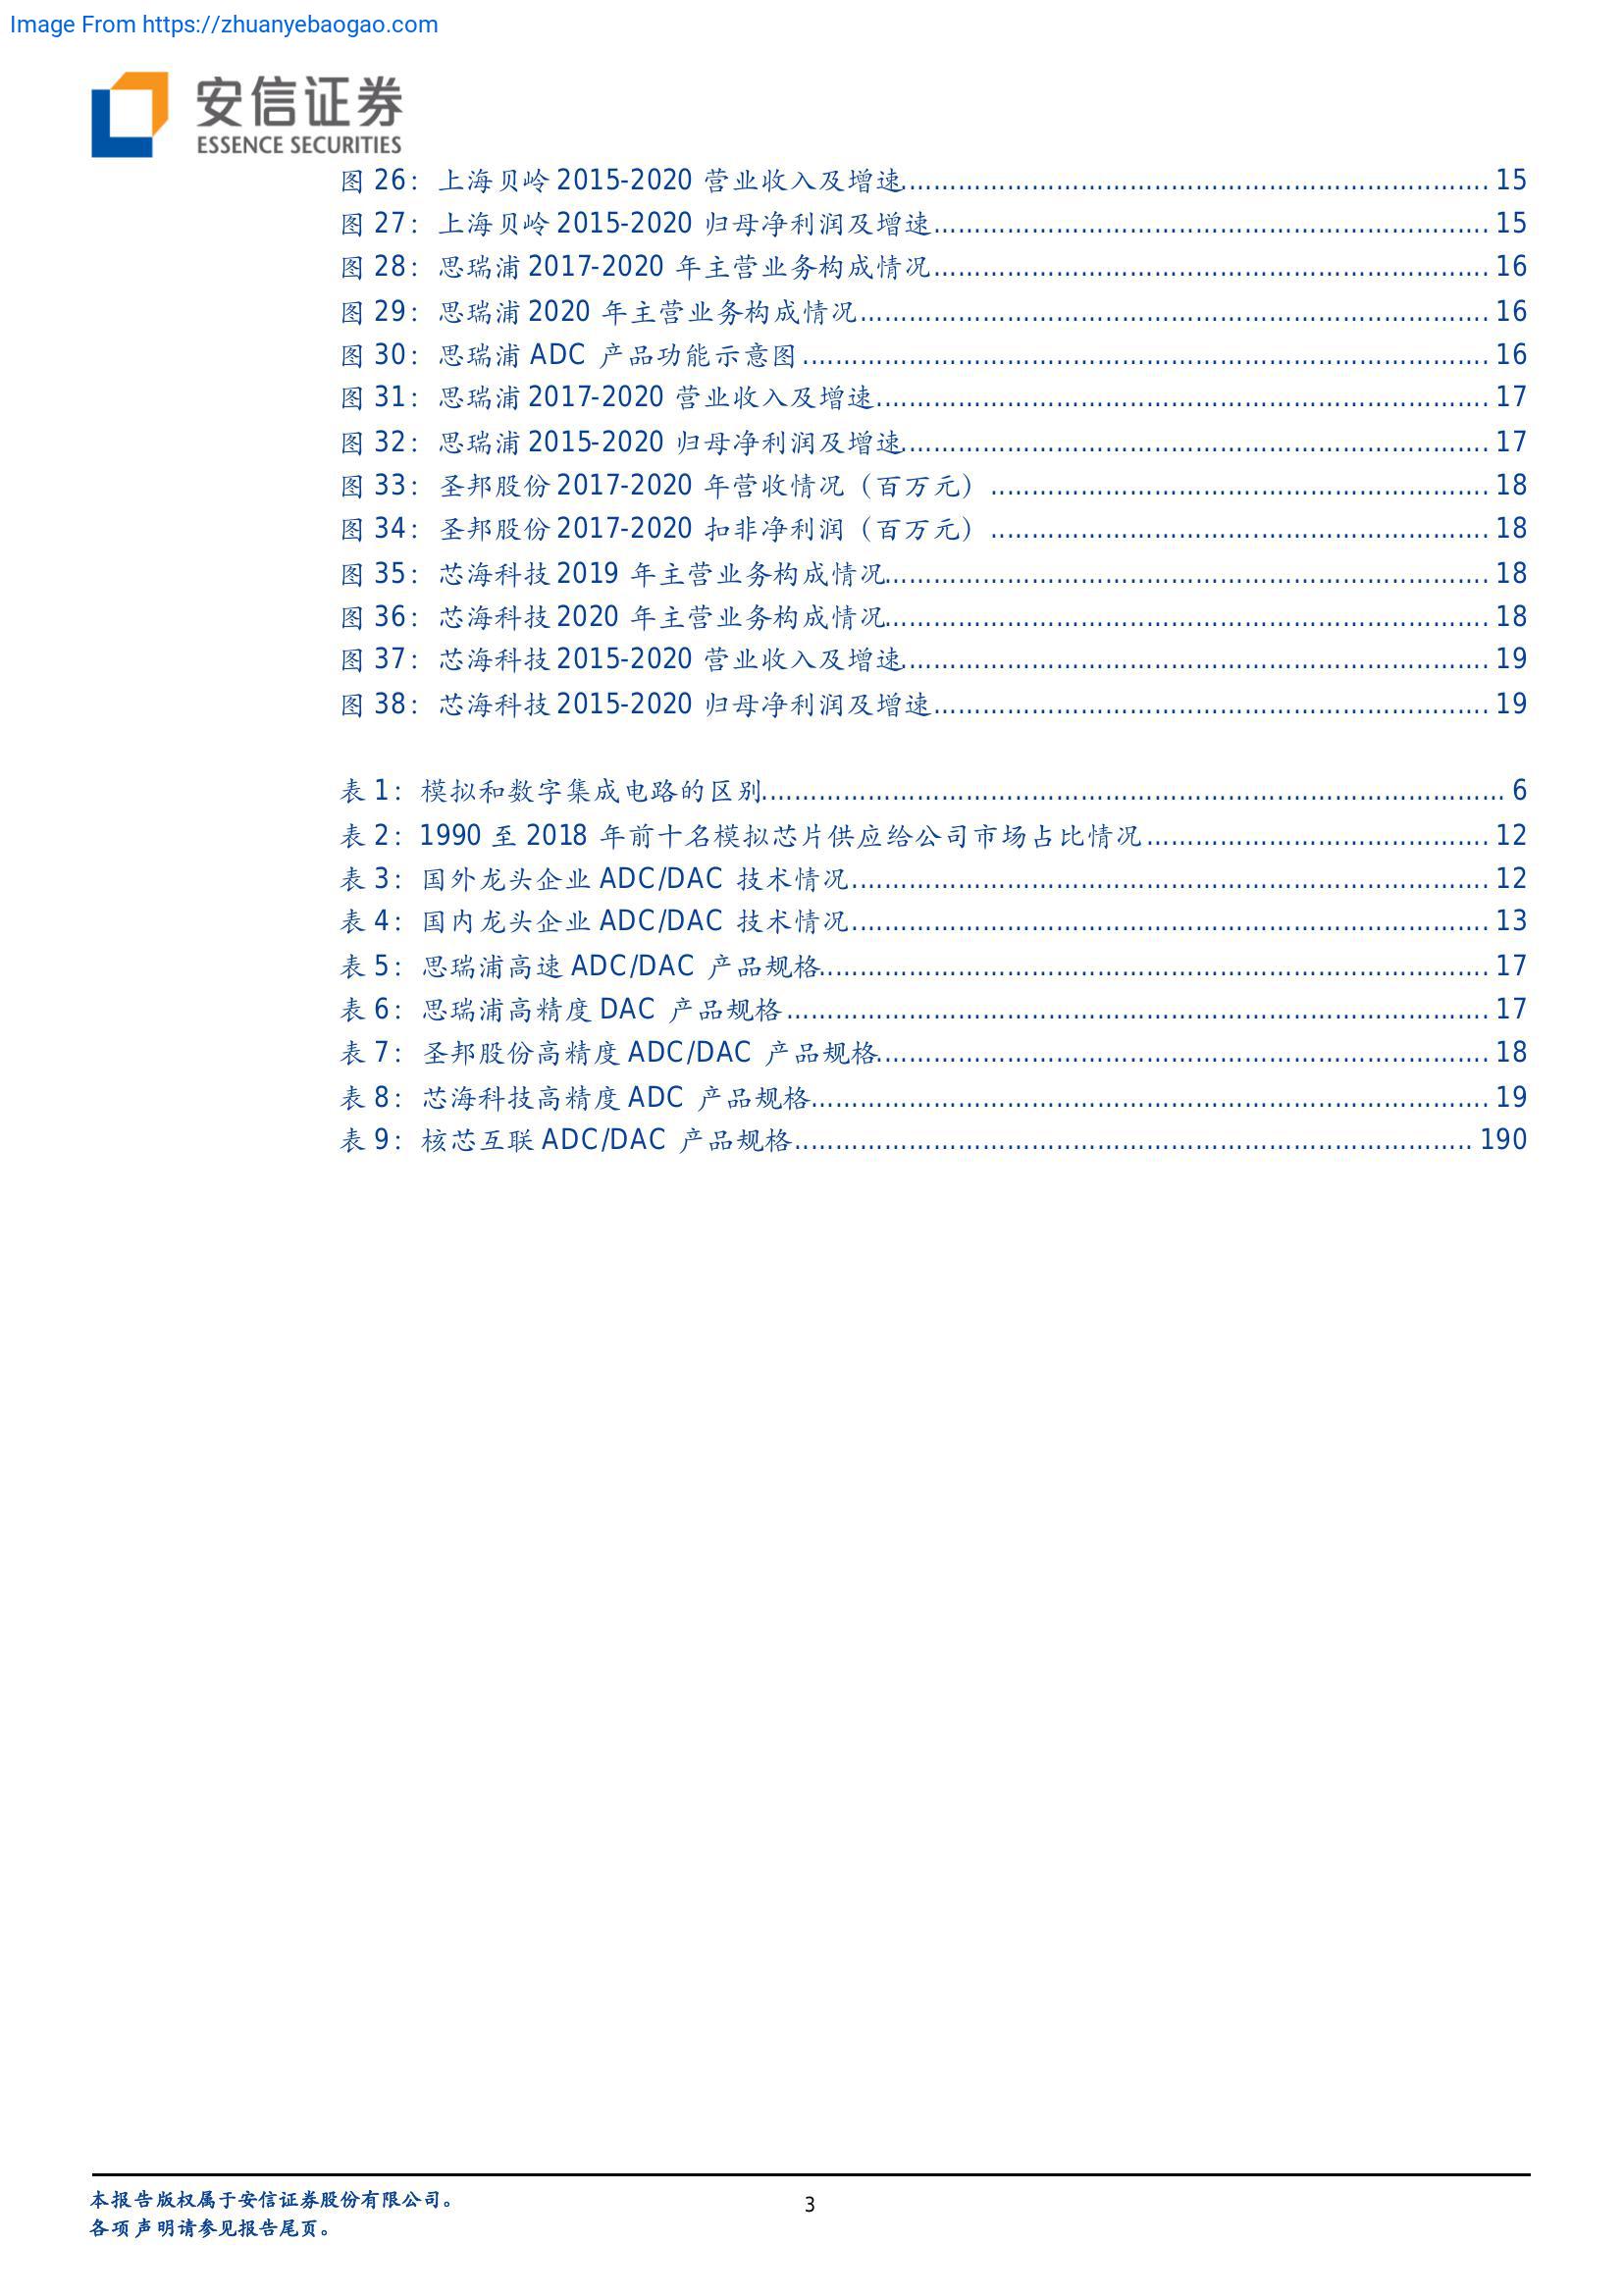 Image From https://zhuanyebaogao.com
安信证券
ESSENCE SECURITIES
图 26：上海贝岭 2015-2020 营业收入及增速 15
图 27：上海贝岭 2015-2020 归母净利润及增速 15
图 28：思瑞浦 2017-2020 年主营业务构成情况 16
图 29：思瑞浦 2020 年主营业务构成情况 16
图 30：思瑞浦 ADC 产品功能示意图 16
图 31：思瑞浦 2017-2020 营业收入及增速 17
图 32：思瑞浦 2015-2020 归母净利润及增速 17
图 33：圣邦股份 2017-2020 年营收情况（百万元） 18
图 34：圣邦股份 2017-2020 扣非净利润（百万元） 18
图 35：芯海科技 2019 年主营业务构成情况 18
图 36：芯海科技 2020 年主营业务构成情况 18
图 37：芯海科技 2015-2020 营业收入及增速 19
图 38：芯海科技 2015-2020 归母净利润及增速 19
表 1：模拟和数字集成电路的区别 6
表 2：1990 至 2018 年前十名模拟芯片供应给公司市场占比情况 12
表 3：国外龙头企业 ADC/DAC 技术情况 12
表 4：国内龙头企业 ADC/DAC 技术情况 13
表 5：思瑞浦高速 ADC/DAC 产品规格 17
表 6：思瑞浦高精度 DAC 产品规格 17
表 7：圣邦股份高精度 ADC/DAC 产品规格 18
表 8：芯海科技高精度 ADC 产品规格 19
表 9：核芯互联 ADC/DAC 产品规格 190
本报告版权属于安信证券股份有限公司。
各项声明请参见报告尾页。
3